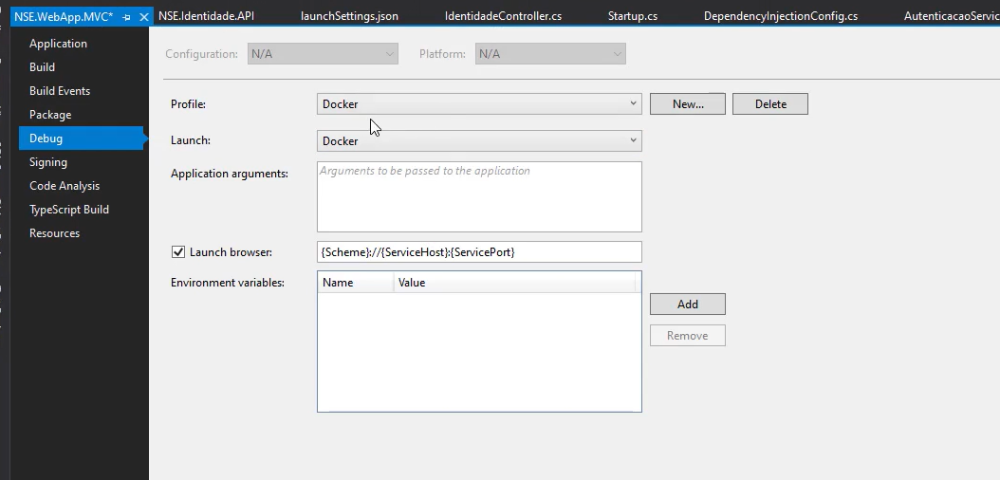 NSE.WebApp.MVC* NSE.Identidade.API launchSettings.json IdentidadeController.cs Startup.cs DependencyInjectionConfig.cs AutenticacaoServic
Application
Build
Build Events
Package
Debug
Signing
Code Analysis
TypeScript Build
Resources
Configuration: N/A Platform: N/A
Profile: Docker New... Delete
Launch: Docker
Application arguments: Arguments to be passed to the application
Launch browser: {Scheme}://{ServiceHost}:{ServicePort}
Environment variables: Name Value
Add
Remove